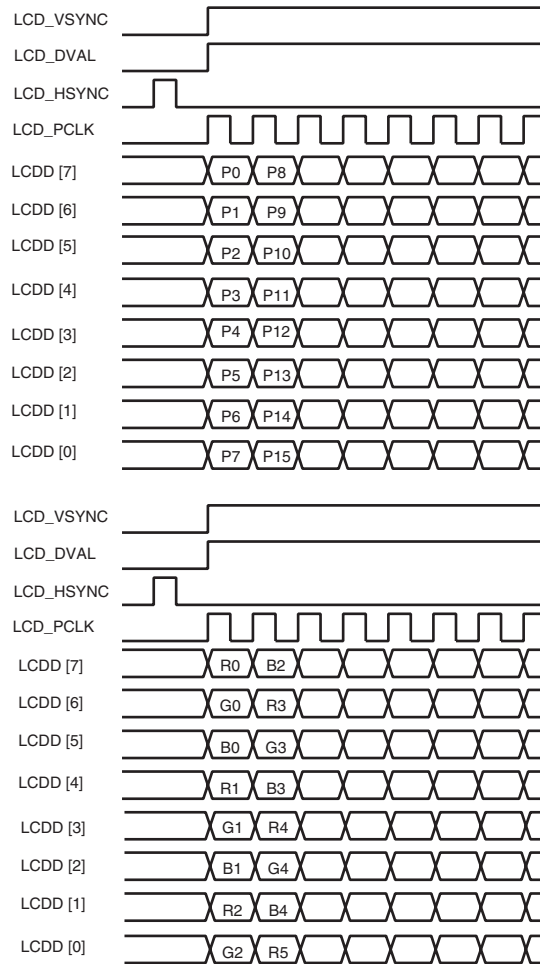 LCD_VSYNC
LCD_DVAL
LCD_HSYNC
LCD_PCLK
LCDD [7] P0 P8
LCDD [6] P1 P9
LCDD [5] P2 P10
LCDD [4] P3 P11
LCDD [3] P4 P12
LCDD [2] P5 P13
LCDD [1] P6 P14
LCDD [0] P7 P15
LCD_VSYNC
LCD_DVAL
LCD_HSYNC
LCD_PCLK
LCDD [7] R0 B2
LCDD [6] G0 R3
LCDD [5] B0 G3
LCDD [4] R1 B3
LCDD [3] G1 R4
LCDD [2] B1 G4
LCDD [1] R2 B4
LCDD [0] G2 R5